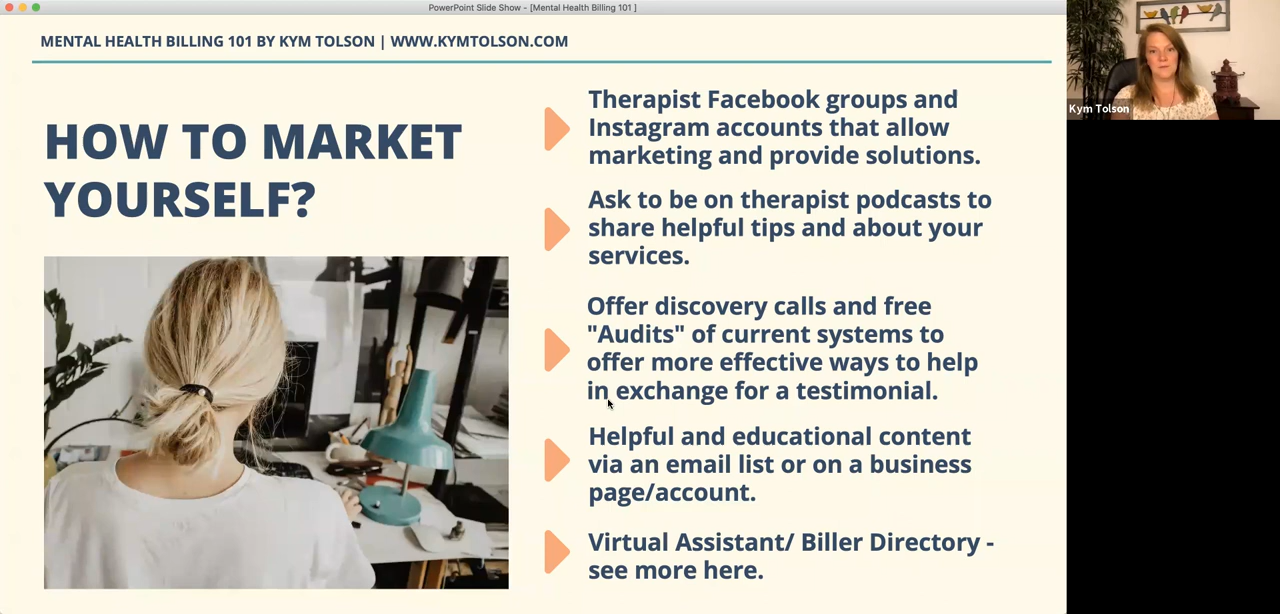 PowerPoint Slide Show - [Mental Health Billing 101 ]
MENTAL HEALTH BILLING 101 BY KYM TOLSON | WWW.KYMTOLSON.COM
Kym Tolson
HOW TO MARKET
YOURSELF?
Therapist Facebook groups and
Instagram accounts that allow
marketing and provide solutions.
Ask to be on therapist podcasts to
share helpful tips and about your
services.
Offer discovery calls and free
"Audits" of current systems to
offer more effective ways to help
in exchange for a testimonial.
Helpful and educational content
via an email list or on a business
page/account.
Virtual Assistant/ Biller Directory -
see more here.